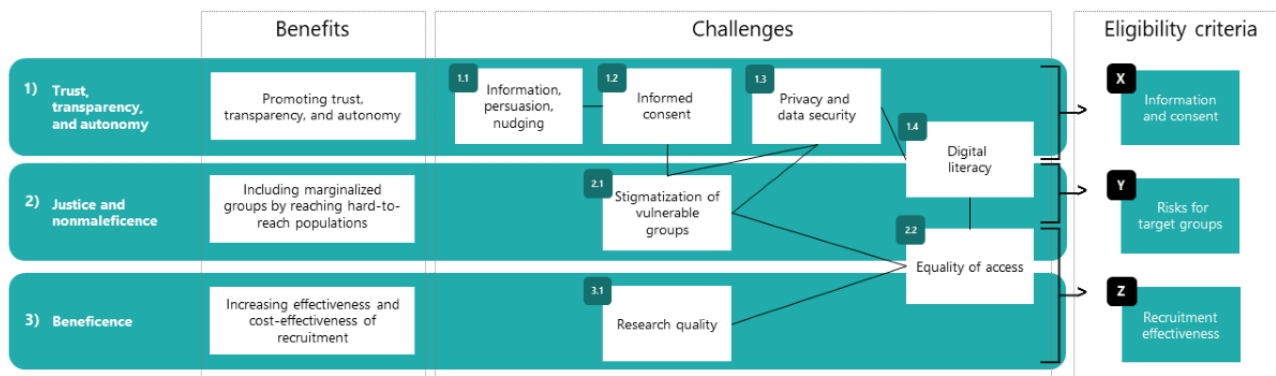 Benefits
Challenges
Eligibility criteria
1) Trust,
transparency,
and autonomy
Promoting trust,
transparency, and autonomy
1.1
Information,
persuasion,
nudging
1.2
Informed
consent
1.3
Privacy and
data security
1.4
Digital
literacy
X
Information
and consent
2) Justice and
nonmaleficence
Including marginalized
groups by reaching hard-to-
reach populations
2.1
Stigmatization of
vulnerable
groups
2.2
Equality of access
Y
Risks for
target groups
3) Beneficence
Increasing effectiveness and
cost-effectiveness of
recruitment
3.1
Research quality
Z
Recruitment
effectiveness